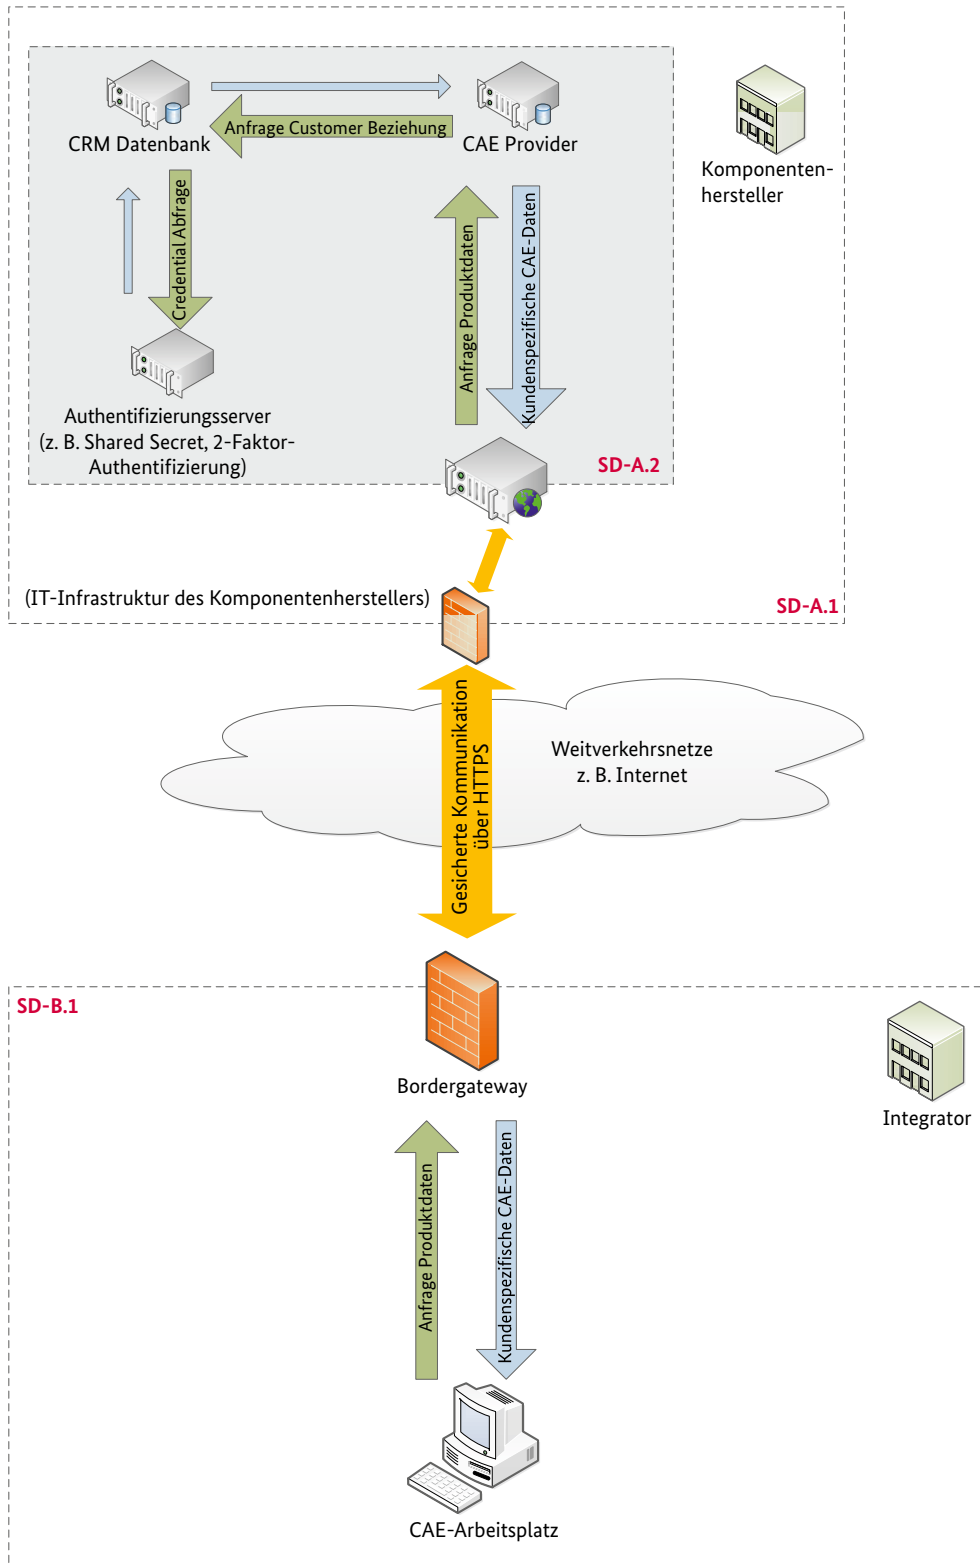 CRM Datenbank
Anfrage Customer Beziehung
CAE Provider
Komponenten-
hersteller
Credential Abfrage
Anfrage Produktdaten
Kundenspezifische CAE-Daten
Authentifizierungsserver
(z. B. Shared Secret, 2-Faktor-
Authentifizierung)
SD-A.2
(IT-Infrastruktur des Komponentenherstellers)
SD-A.1
Gesicherte Kommunikation
über HTTPS
Weitverkehrsnetze
z. B. Internet
SD-B.1
Bordergateway
Integrator
Anfrage Produktdaten
Kundenspezifische CAE-Daten
CAE-Arbeitsplatz